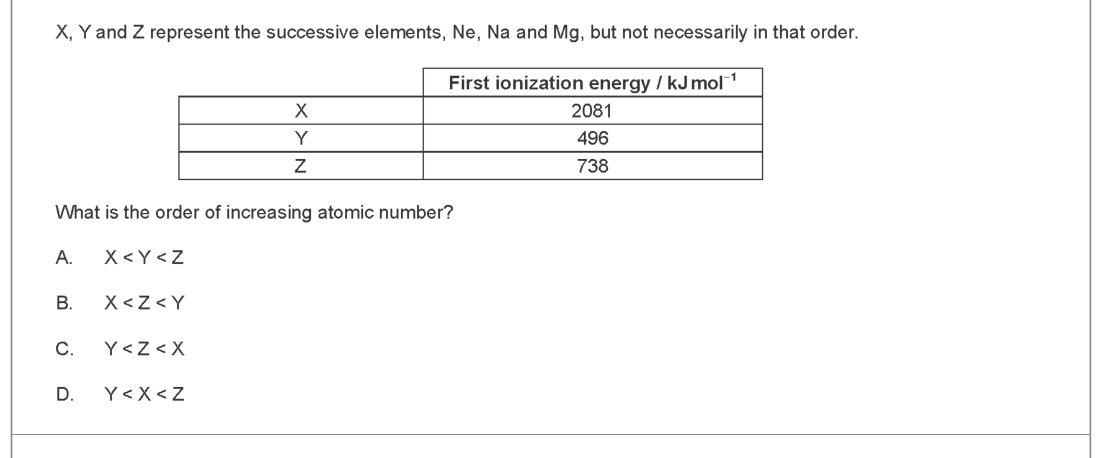 X, Y and Z represent the successive elements, Ne, Na and Mg, but not necessarily in that order.
First ionization energy / kJ mol⁻¹
X 2081
Y 496
Z 738
What is the order of increasing atomic number?
A. X < Y < Z
B. X < Z < Y
C. Y < Z < X
D. Y < X < Z